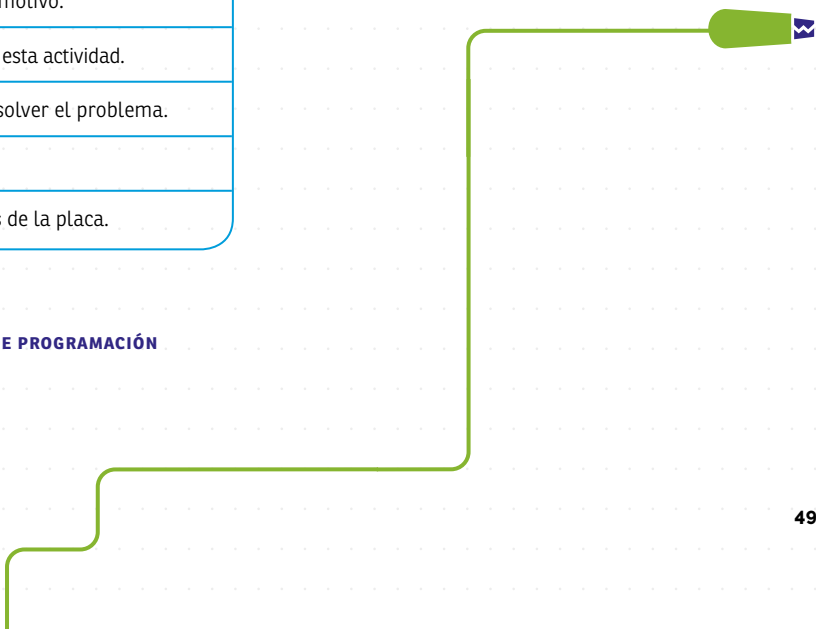 motivo.
esta actividad.
solver el problema.
de la placa.
E PROGRAMACIÓN
49